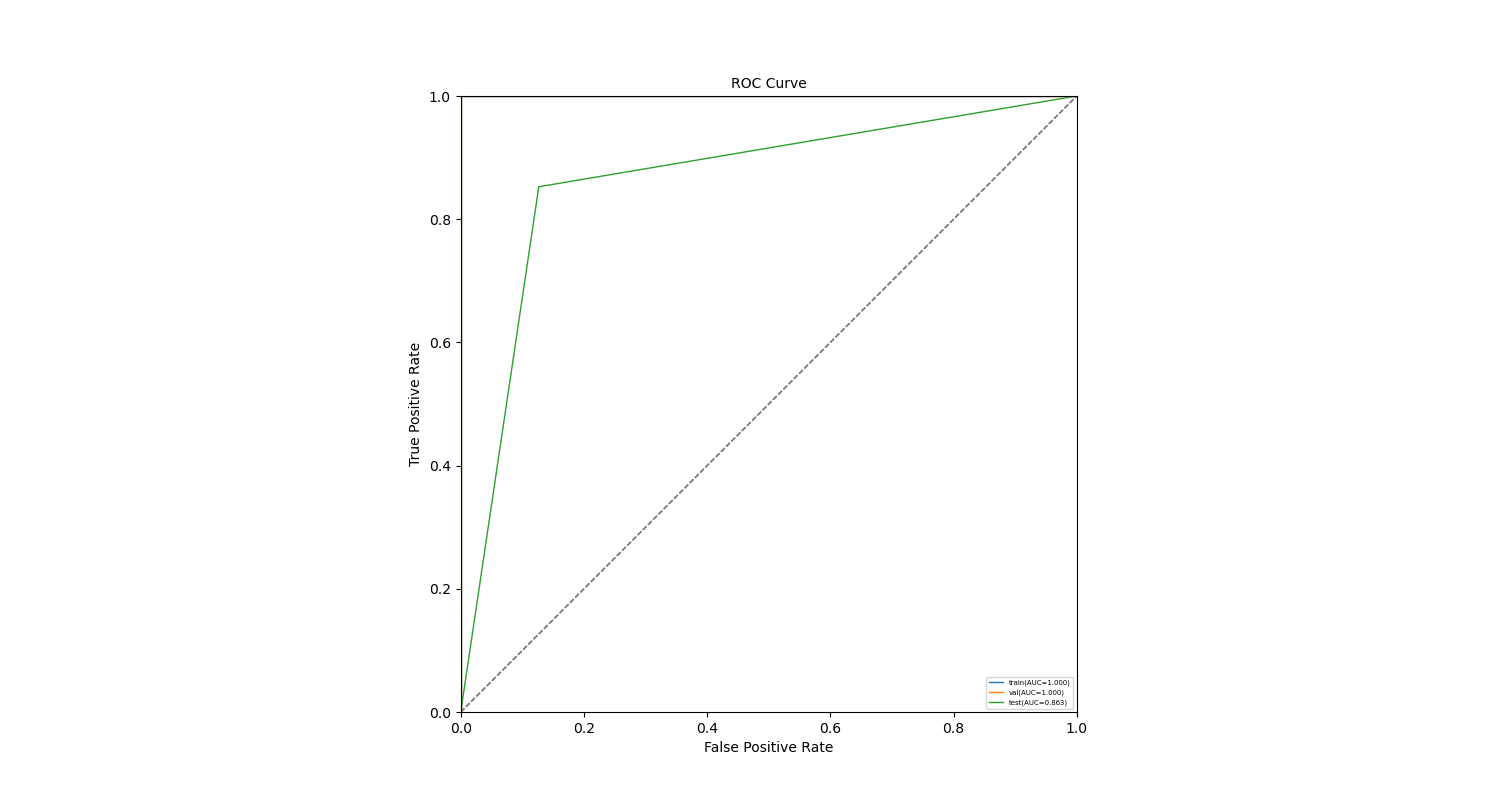 ROC Curve
1.0
0.8
0.6
0.4
0.2
0.0
True Positive Rate
0.0 0.2 0.4 0.6 0.8 1.0
False Positive Rate
train(AUC=1.000)
val(AUC=1.000)
test(AUC=0.863)